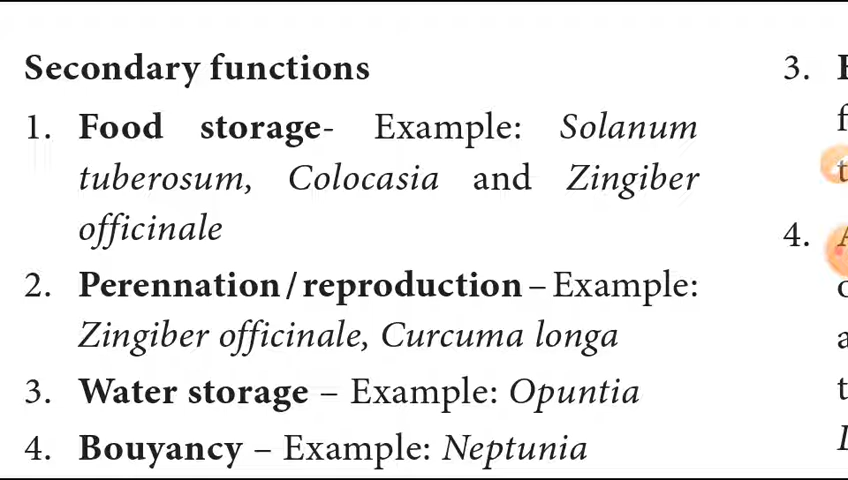 Secondary functions
1. Food storage- Example: Solanum
tuberosum, Colocasia and Zingiber
officinale
2. Perennation/reproduction – Example:
Zingiber officinale, Curcuma longa
3. Water storage – Example: Opuntia
4. Bouyancy – Example: Neptunia
3.
4.